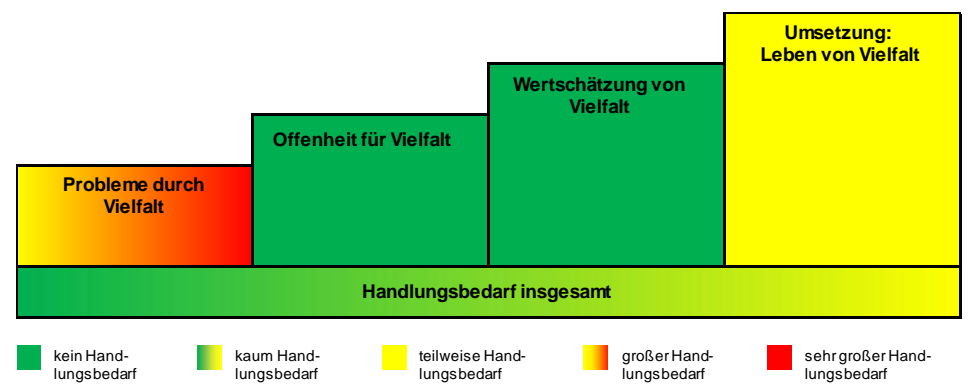 Umsetzung:
Leben von Vielfalt
Wertschätzung von
Vielfalt
Offenheit für Vielfalt
Probleme durch
Vielfalt
Handlungsbedarf insgesamt
kein Hand-
lungsbedarf
kaum Hand-
lungsbedarf
teilweise Hand-
lungsbedarf
großer Hand-
lungsbedarf
sehr großer Hand-
lungsbedarf